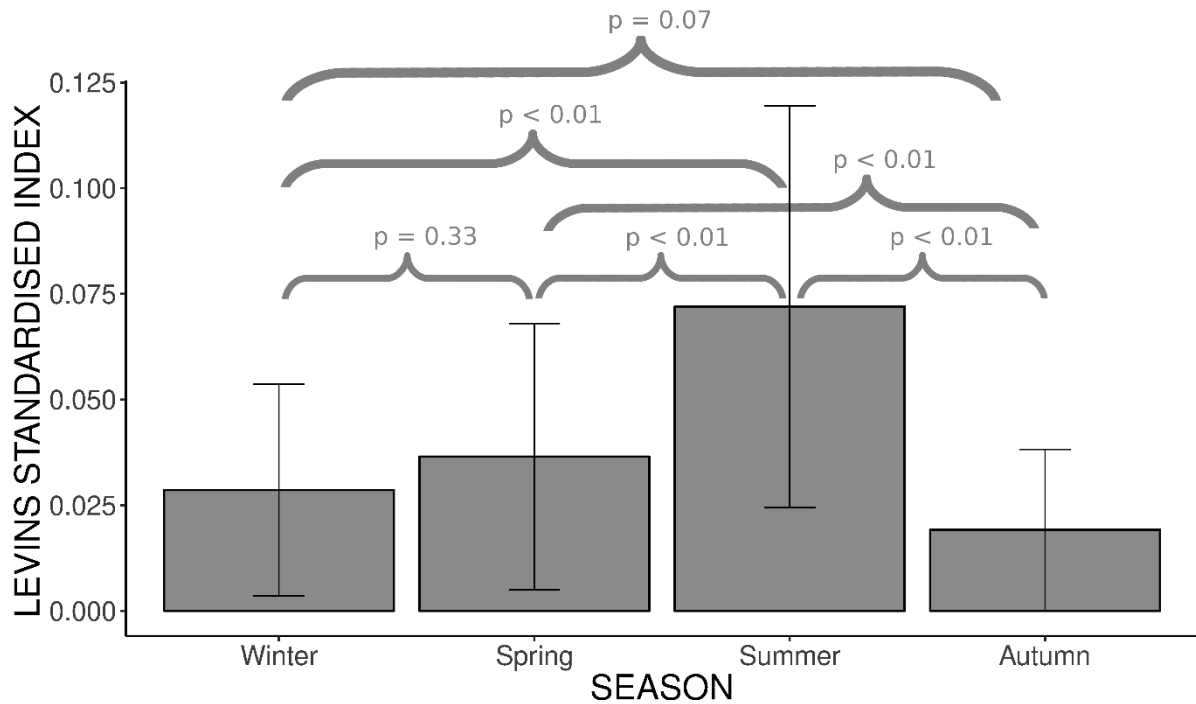 p = 0.07
0.125
p < 0.01
p < 0.01
0.100
p = 0.33
p < 0.01
p < 0.01
0.075
0.050
0.025
0.000
LEVINS STANDARDISED INDEX
Winter
Spring
Summer
Autumn
SEASON